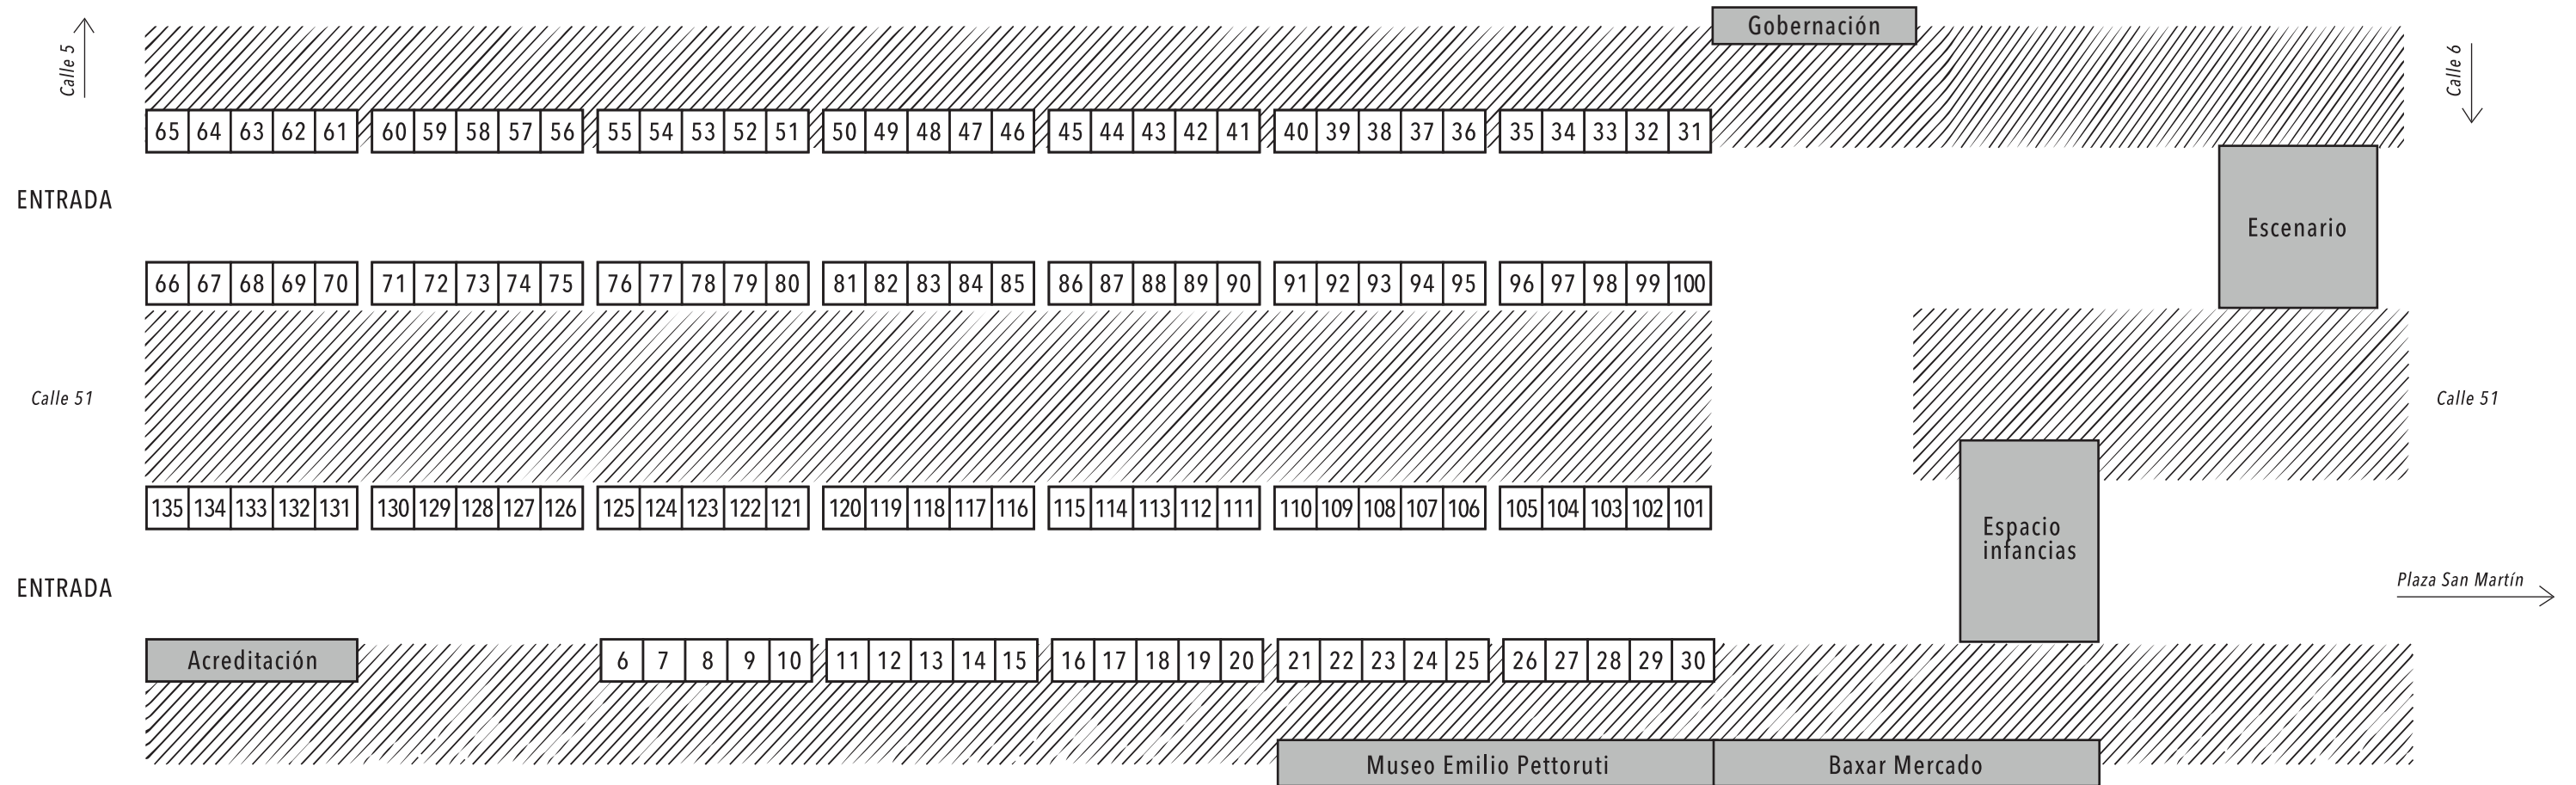 Gobernación
Calle 5
Calle 6
65 64 63 62 61 60 59 58 57 56 55 54 53 52 51 50 49 48 47 46 45 44 43 42 41 40 39 38 37 36 35 34 33 32 31
ENTRADA
Escenario
66 67 68 69 70 71 72 73 74 75 76 77 78 79 80 81 82 83 84 85 86 87 88 89 90 91 92 93 94 95 96 97 98 99 100
Calle 51
Calle 51
135 134 133 132 131 130 129 128 127 126 125 124 123 122 121 120 119 118 117 116 115 114 113 112 111 110 109 108 107 106 105 104 103 102 101
Espacio
infancias
ENTRADA
Plaza San Martín
Acreditación
6 7 8 9 10 11 12 13 14 15 16 17 18 19 20 21 22 23 24 25 26 27 28 29 30
Museo Emilio Pettoruti
Baxar Mercado